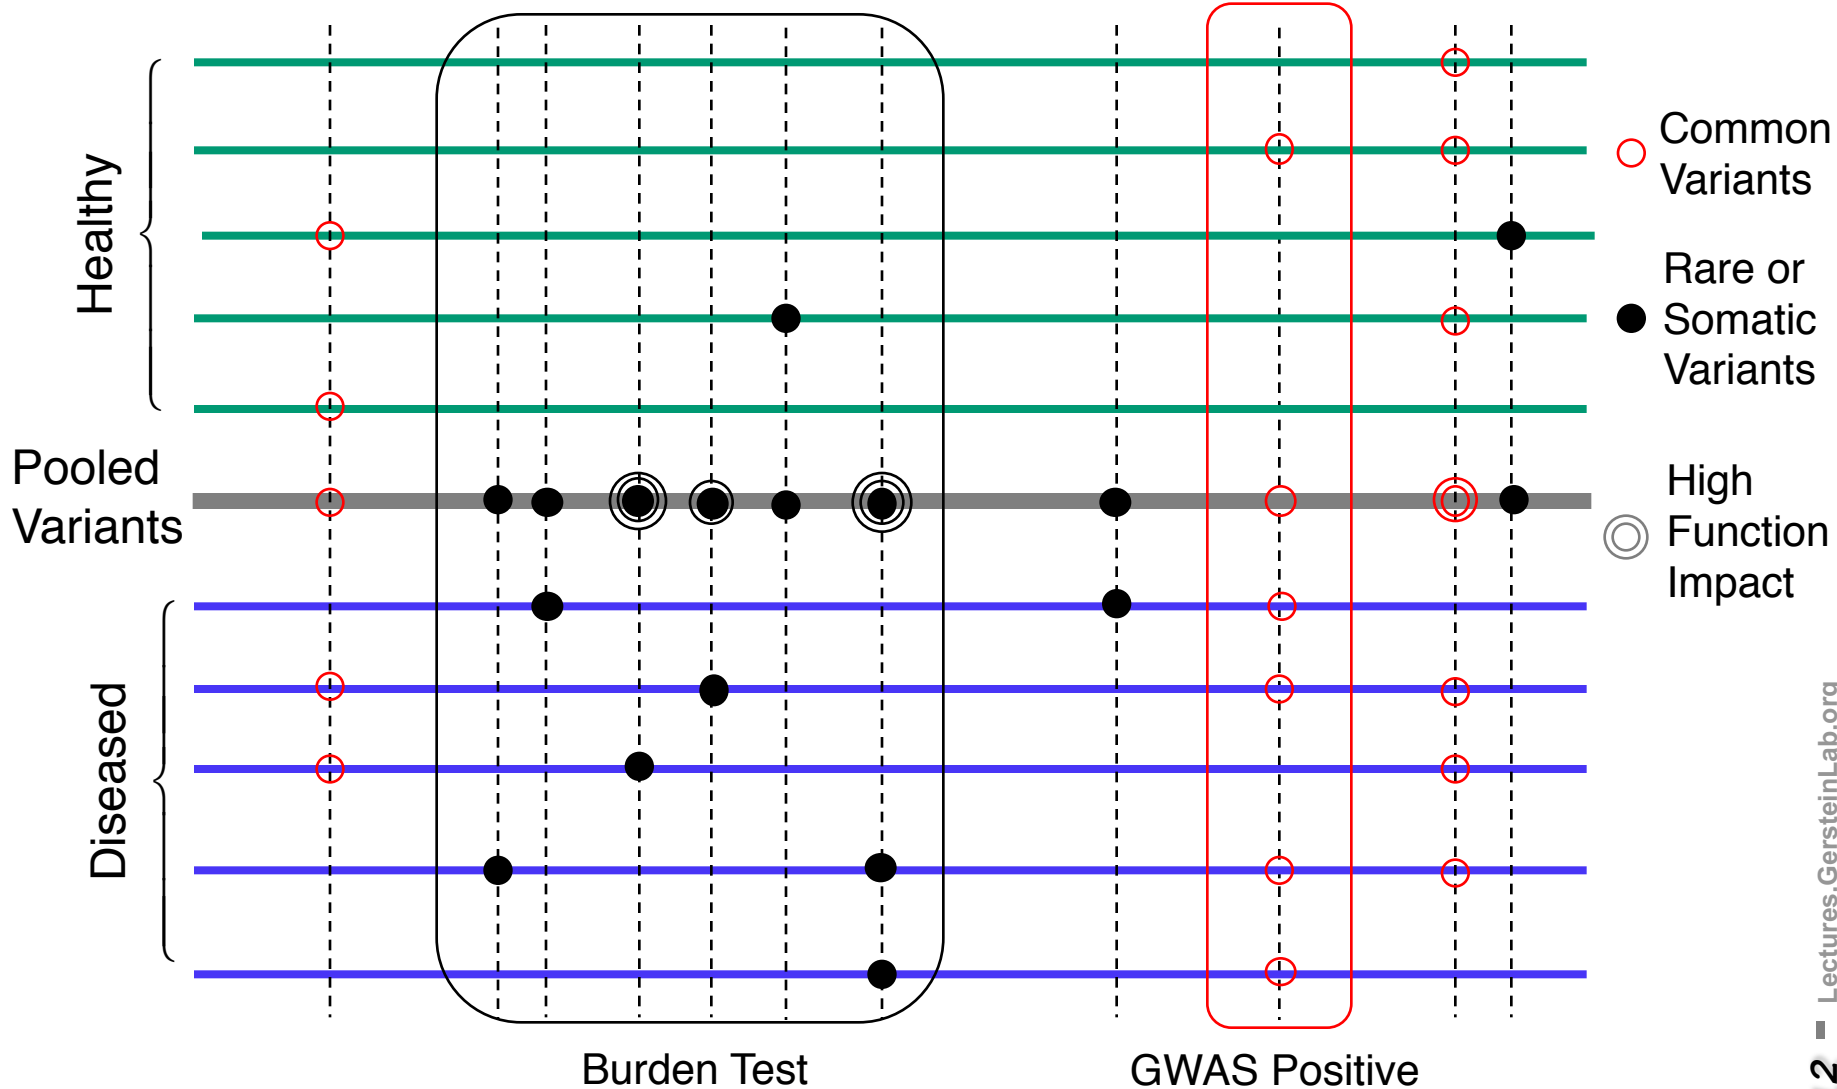 Healthy
Common
Variants
Rare or
Somatic
Variants
Pooled
Variants
High
Function
Impact
Diseased
Burden Test
GWAS Positive
Lectures.GersteinLab.org